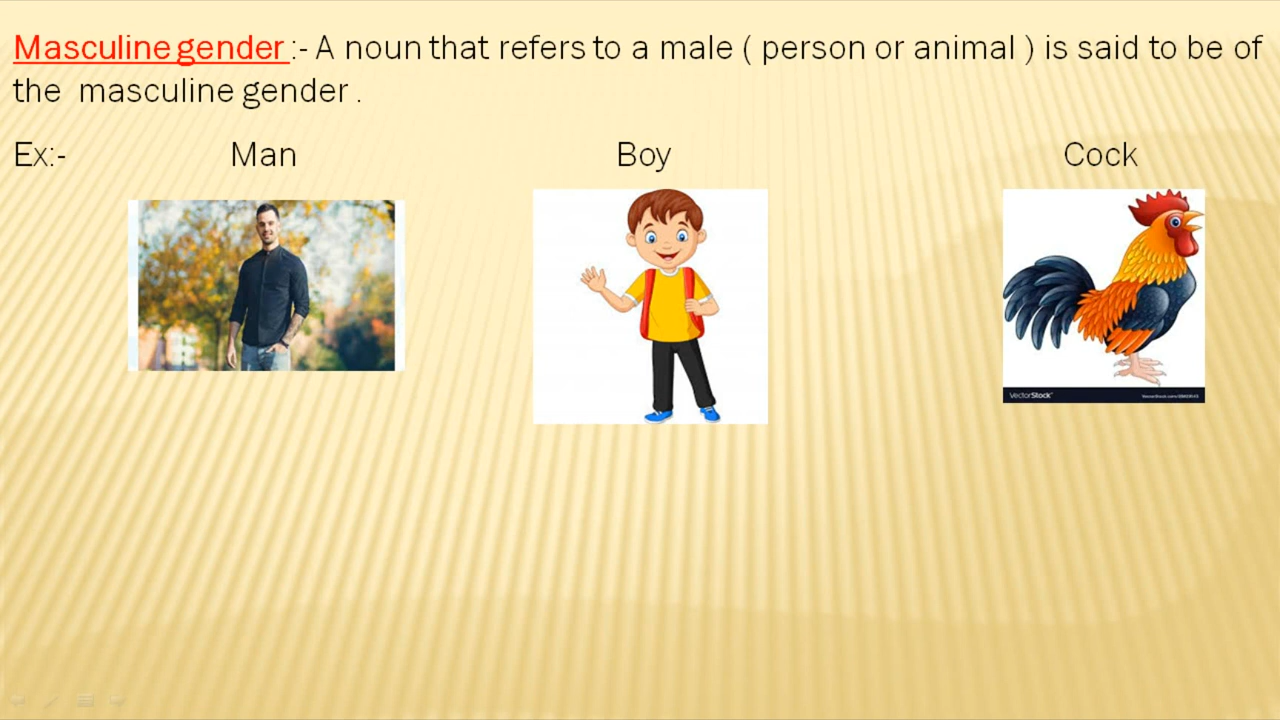 Masculine gender :- A noun that refers to a male ( person or animal ) is said to be of
the masculine gender .
Ex:- Man Boy Cock
VectorStock